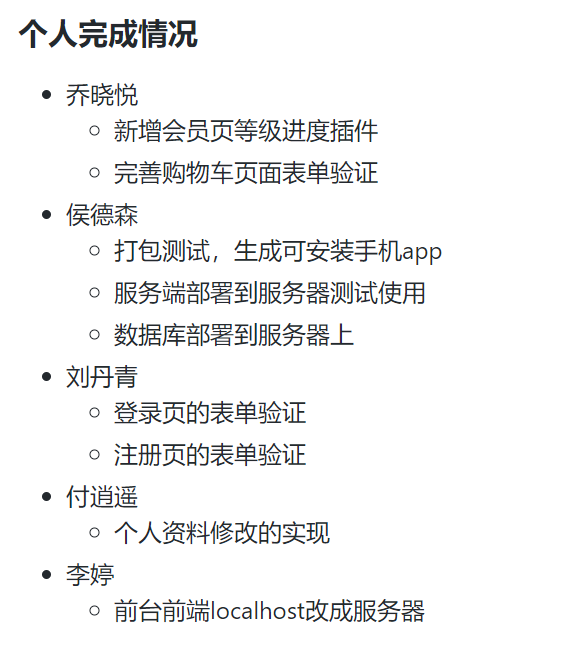 个人完成情况
乔晓悦
新增会员页等级进度插件
完善购物车页面表单验证
侯德森
打包测试，生成可安装手机app
服务端部署到服务器测试使用
数据库部署到服务器上
刘丹青
登录页的表单验证
注册页的表单验证
付逍遥
个人资料修改的实现
李婷
前台前端localhost改成服务器